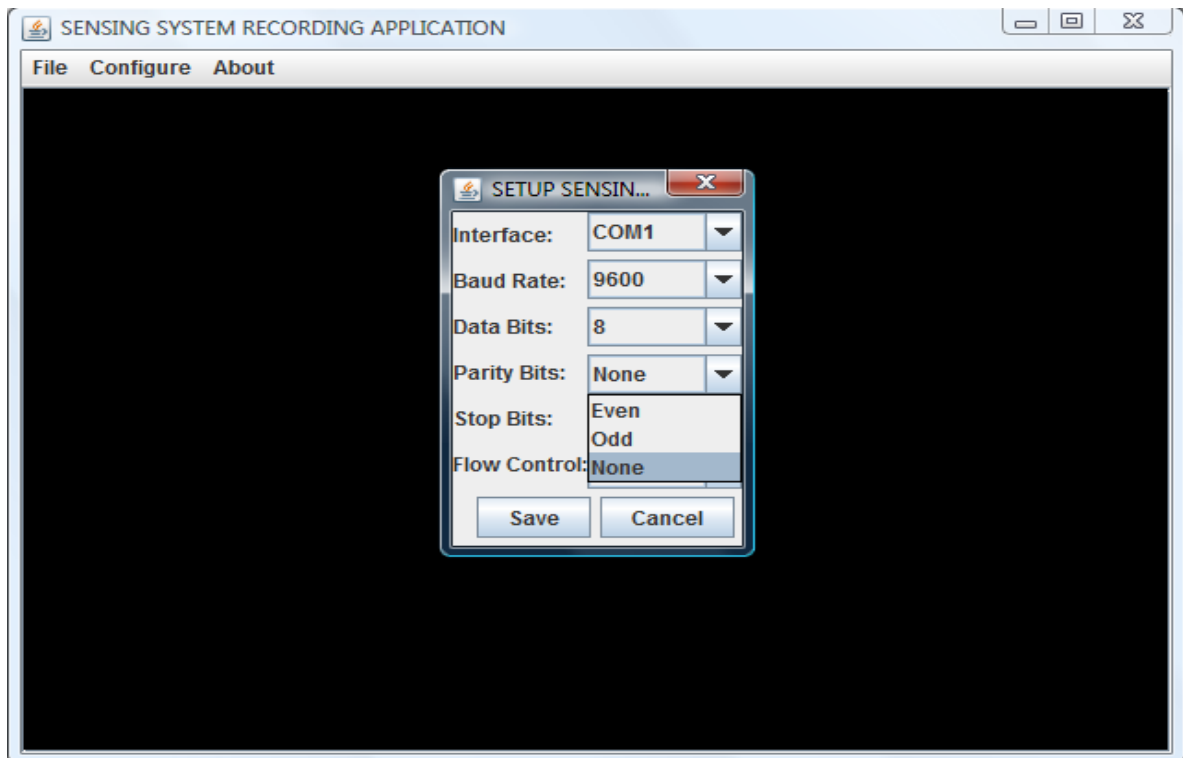 SENSING SYSTEM RECORDING APPLICATION
File Configure About
SETUP SENSIN...
Interface: COM1
Baud Rate: 9600
Data Bits: 8
Parity Bits: None
Even
Stop Bits:
Odd
Flow Control: None
Save Cancel